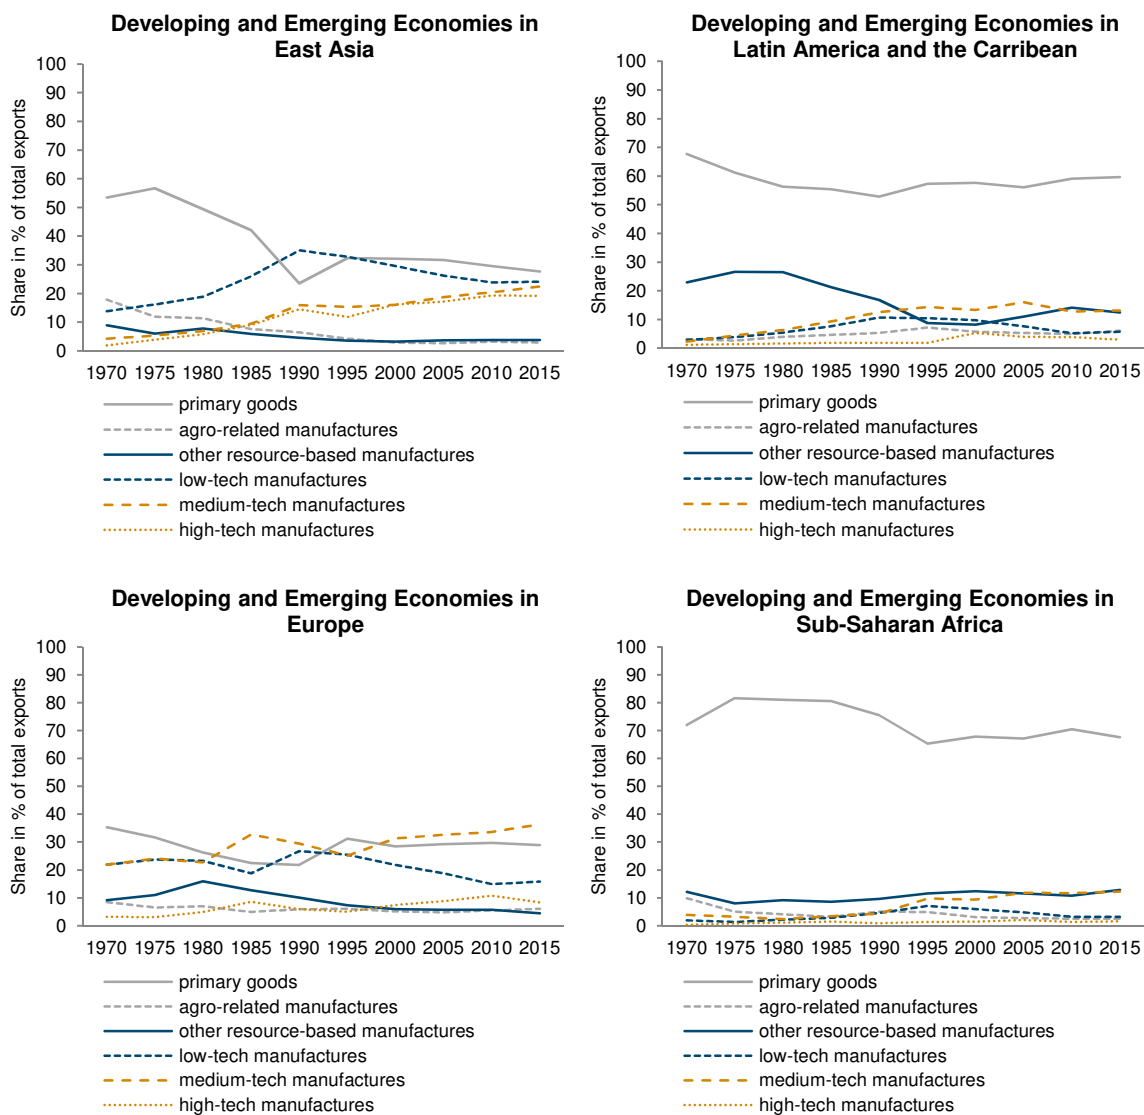 Developing and Emerging Economies in
East Asia
Share in % of total exports
100
90
80
70
60
50
40
30
20
10
0
1970 1975 1980 1985 1990 1995 2000 2005 2010 2015
primary goods
agro-related manufactures
other resource-based manufactures
low-tech manufactures
medium-tech manufactures
high-tech manufactures
Developing and Emerging Economies in
Latin America and the Carribean
Share in % of total exports
100
90
80
70
60
50
40
30
20
10
0
1970 1975 1980 1985 1990 1995 2000 2005 2010 2015
primary goods
agro-related manufactures
other resource-based manufactures
low-tech manufactures
medium-tech manufactures
high-tech manufactures
Developing and Emerging Economies in
Europe
Share in % of total exports
100
90
80
70
60
50
40
30
20
10
0
1970 1975 1980 1985 1990 1995 2000 2005 2010 2015
primary goods
agro-related manufactures
other resource-based manufactures
low-tech manufactures
medium-tech manufactures
high-tech manufactures
Developing and Emerging Economies in
Sub-Saharan Africa
Share in % of total exports
100
90
80
70
60
50
40
30
20
10
0
1970 1975 1980 1985 1990 1995 2000 2005 2010 2015
primary goods
agro-related manufactures
other resource-based manufactures
low-tech manufactures
medium-tech manufactures
high-tech manufactures